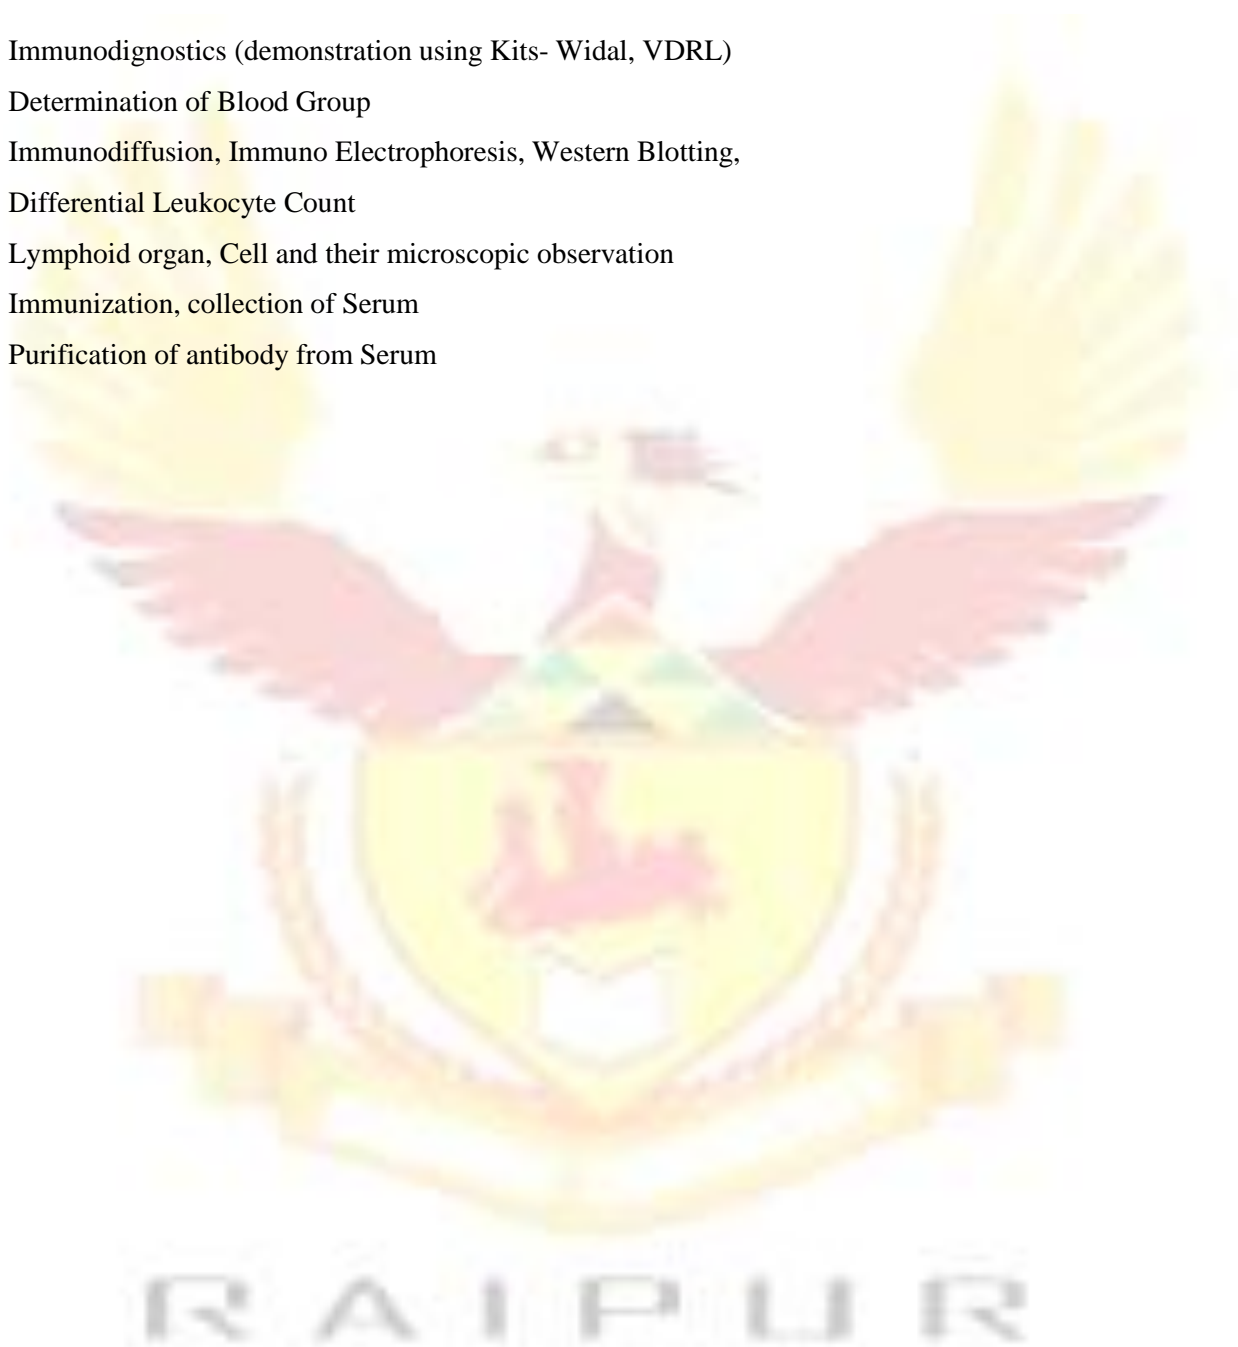 Immunodignostics (demonstration using Kits- Widal, VDRL)
Determination of Blood Group
Immunodiffusion, Immuno Electrophoresis, Western Blotting,
Differential Leukocyte Count
Lymphoid organ, Cell and their microscopic observation
Immunization, collection of Serum
Purification of antibody from Serum
RAIPUR